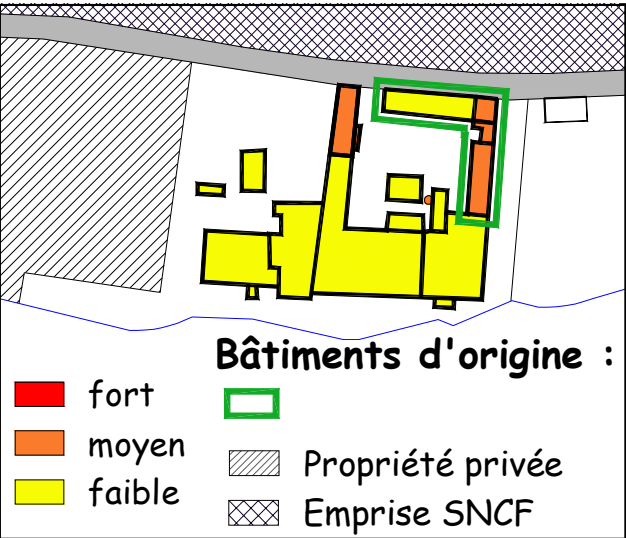 Bâtiments d'origine :
fort
moyen
faible
Propriété privée
Emprise SNCF